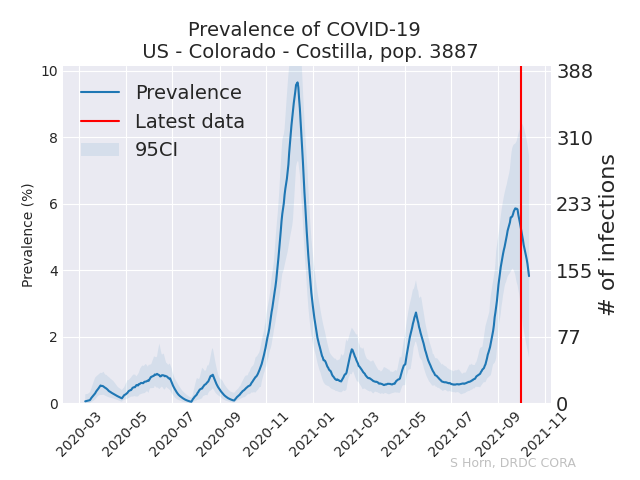 Prevalence of COVID-19
US - Colorado - Costilla, pop. 3887
Prevalence
Latest data
95CI
Prevalence (%)
10
8
6
4
2
0
388
310
233
155
77
0
# of infections
2020-03
2020-05
2020-07
2020-09
2020-11
2021-01
2021-03
2021-05
2021-07
2021-09
2021-11
S Horn, DRDC CORA